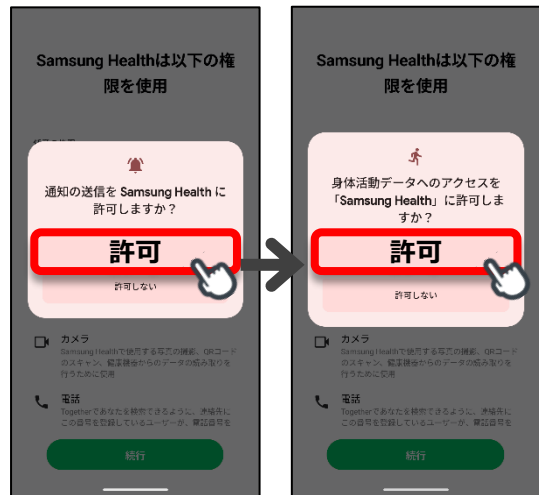 Samsung Healthは以下の権
限を使用
通知の送信を Samsung Health に
許可しますか？
許可
許可しない
カメラ
Samsung Healthで使用する写真の撮影、QRコード
のスキャン、健康機器からのデータの読み取りを
行うために使用
電話
Togetherであなたを検索できるように、連絡先に
この番号を登録しているユーザーが、電話番号を
続行
Samsung Healthは以下の権
限を使用
身体活動データへのアクセスを
「Samsung Health」に許可しま
すか？
許可
許可しない
カメラ
Samsung Healthで使用する写真の撮影、QRコード
のスキャン、健康機器からのデータの読み取りを
行うために使用
電話
Togetherであなたを検索できるように、連絡先に
この番号を登録しているユーザーが、電話番号を
続行